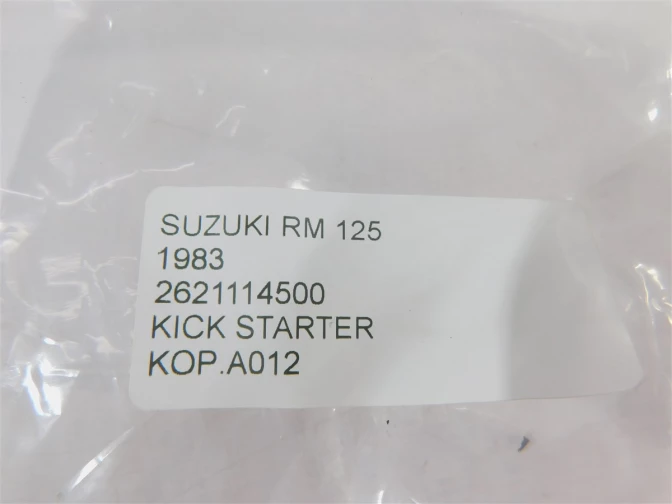 SUZUKI RM 125
1983
2621114500
KICK STARTER
KOP.A012